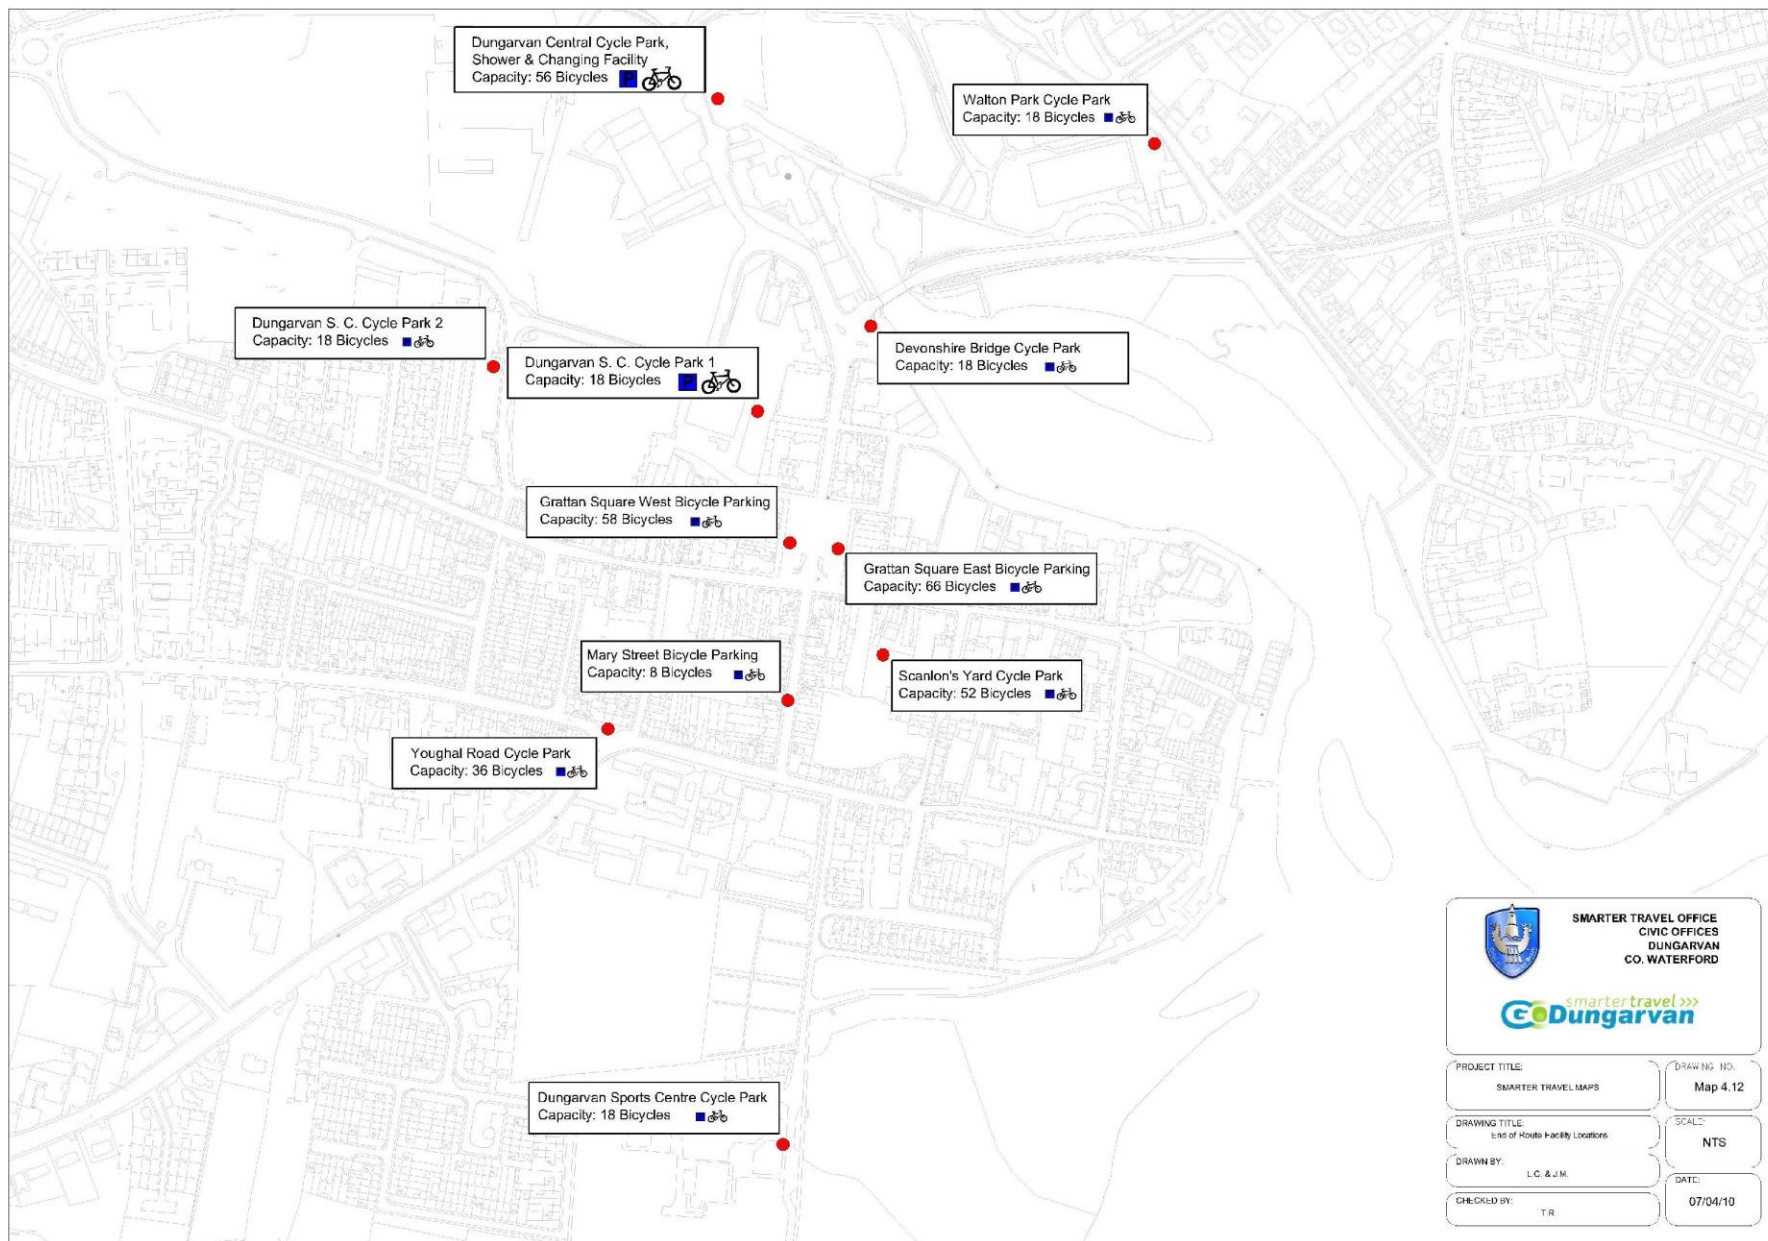 Dungarvan Central Cycle Park,
Shower & Changing Facility
Capacity: 56 Bicycles P
Walton Park Cycle Park
Capacity: 18 Bicycles
Dungarvan S. C. Cycle Park 2
Capacity: 18 Bicycles
Dungarvan S. C. Cycle Park 1
Capacity: 18 Bicycles P
Devonshire Bridge Cycle Park
Capacity: 18 Bicycles
Grattan Square West Bicycle Parking
Capacity: 58 Bicycles
Grattan Square East Bicycle Parking
Capacity: 66 Bicycles
Mary Street Bicycle Parking
Capacity: 8 Bicycles
Scanlon's Yard Cycle Park
Capacity: 52 Bicycles
Youghal Road Cycle Park
Capacity: 36 Bicycles
Dungarvan Sports Centre Cycle Park
Capacity: 18 Bicycles
SMARTER TRAVEL OFFICE
CIVIC OFFICES
DUNGARVAN
CO. WATERFORD
smarter travel >>>
GoDungarvan
PROJECT TITLE:
SMARTER TRAVEL MAPS
DRAWING NO.
Map 4.12
DRAWING TITLE:
End of Route Facility Locations
SCALE:
NTS
DRAWN BY:
L.C. & J.M.
DATE:
07/04/10
CHECKED BY:
T.R